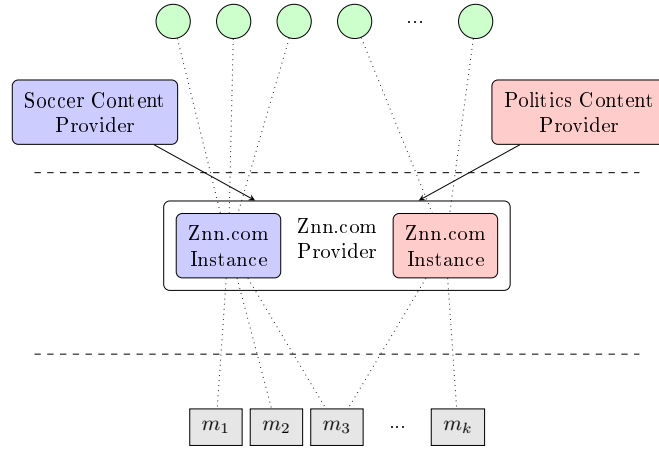 ...
Soccer Content
Provider
Politics Content
Provider
Znn.com
Instance
Znn.com
Provider
Znn.com
Instance
m₁
m₂
m₃
...
mₖ